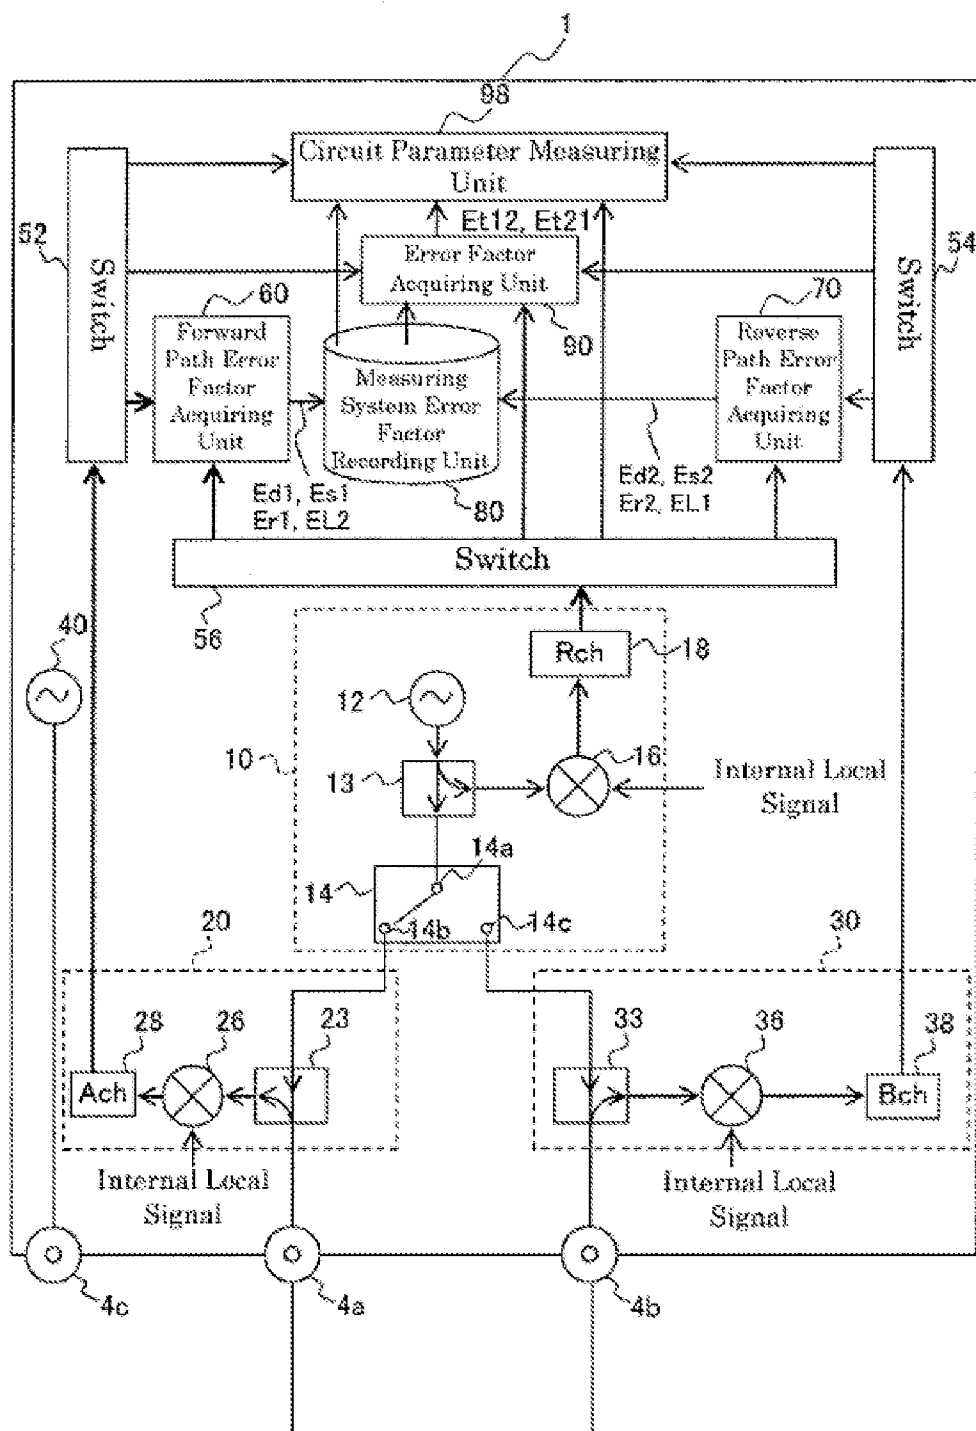 1
98
Circuit Parameter Measuring
Unit
Et12, Et21
52
54
Switch
Switch
Error Factor
Acquiring Unit
90
60
70
Forward
Path Error
Factor
Acquiring
Unit
Measuring
System Error
Factor
Recording Unit
80
Reverse
Path Error
Factor
Acquiring
Unit
Ed1, Es1
Er1, EL2
Ed2, Es2
Er2, EL1
Switch
56
40
Rch
18
12
10
13
16
Internal Local
Signal
14a
14
14b
14c
20
30
28
26
23
33
36
38
Ach
Bch
Internal Local
Signal
Internal Local
Signal
4c
4a
4b